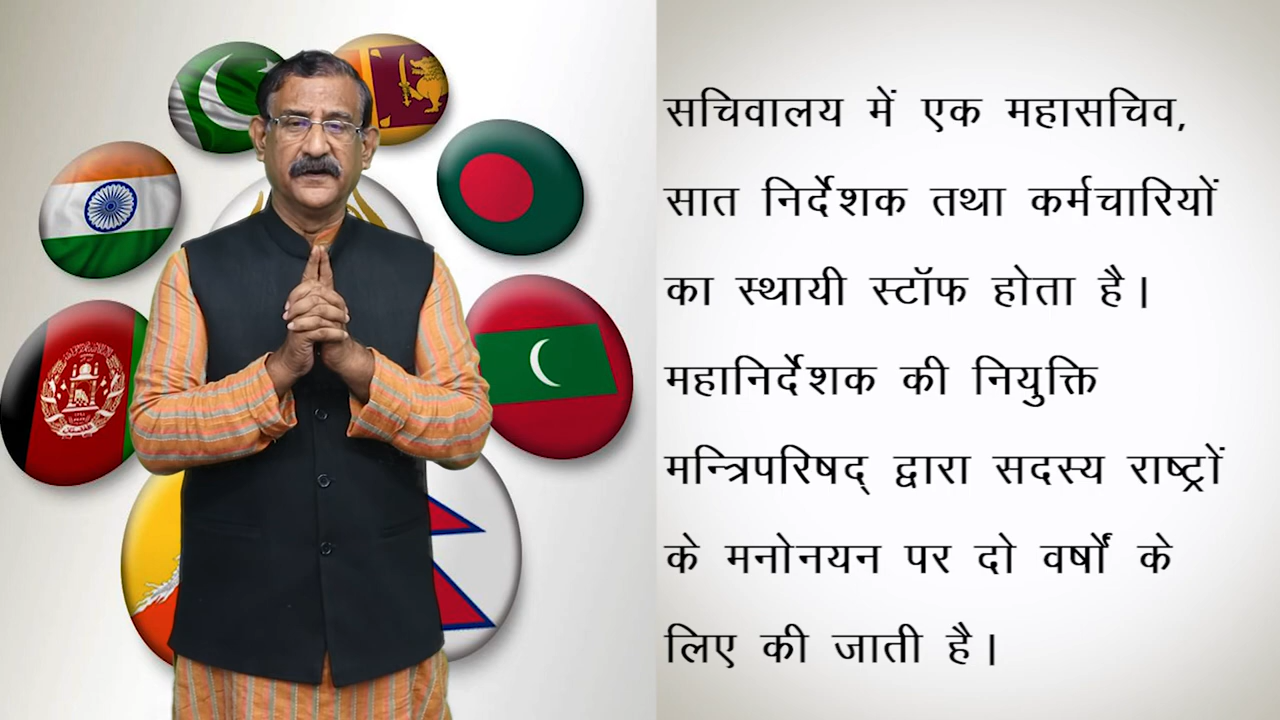 सचिवालय में एक महासचिव,
सात निर्देशक तथा कर्मचारियों
का स्थायी स्टॉफ होता है।
महानिर्देशक की नियुक्ति
मन्त्रिपरिषद् द्वारा सदस्य राष्ट्रों
के मनोनयन पर दो वर्षों के
लिए की जाती है।